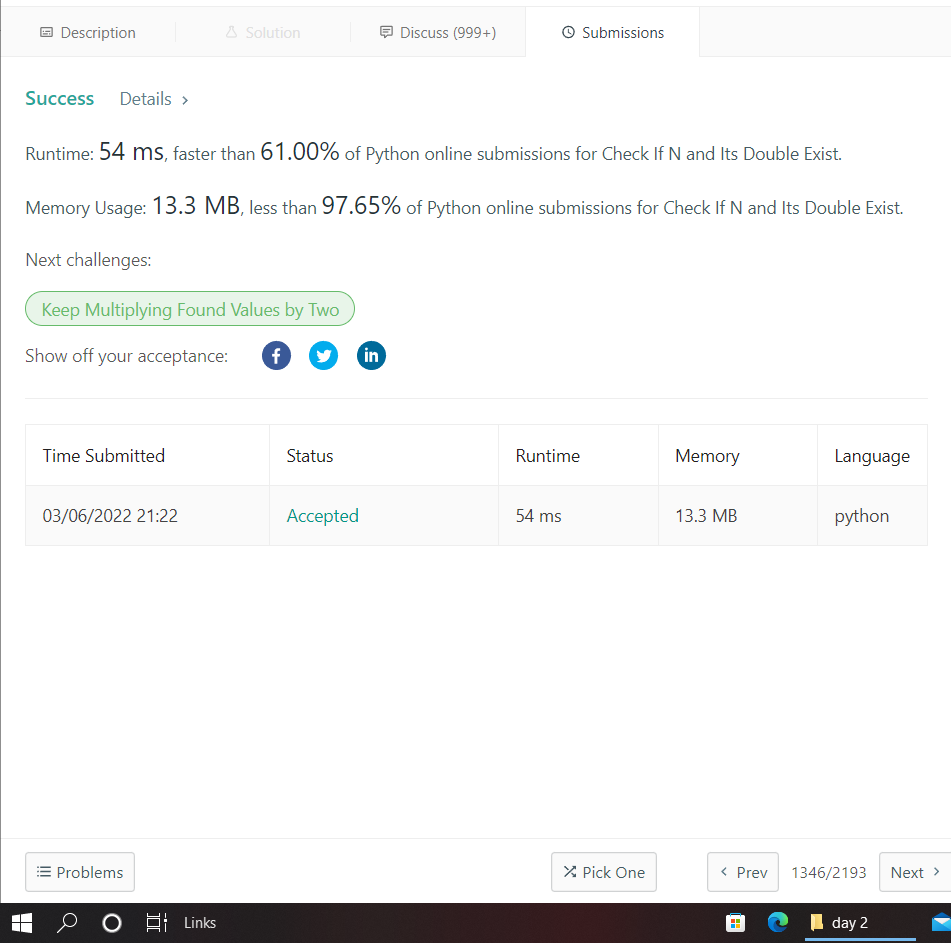 Description
Solution
Discuss (999+)
Submissions
Success Details >
Runtime: 54 ms, faster than 61.00% of Python online submissions for Check If N and Its Double Exist.
Memory Usage: 13.3 MB, less than 97.65% of Python online submissions for Check If N and Its Double Exist.
Next challenges:
Keep Multiplying Found Values by Two
Show off your acceptance: f in
Time Submitted Status Runtime Memory Language
03/06/2022 21:22 Accepted 54 ms 13.3 MB python
Problems Pick One < Prev 1346/2193 Next >
Links day 2